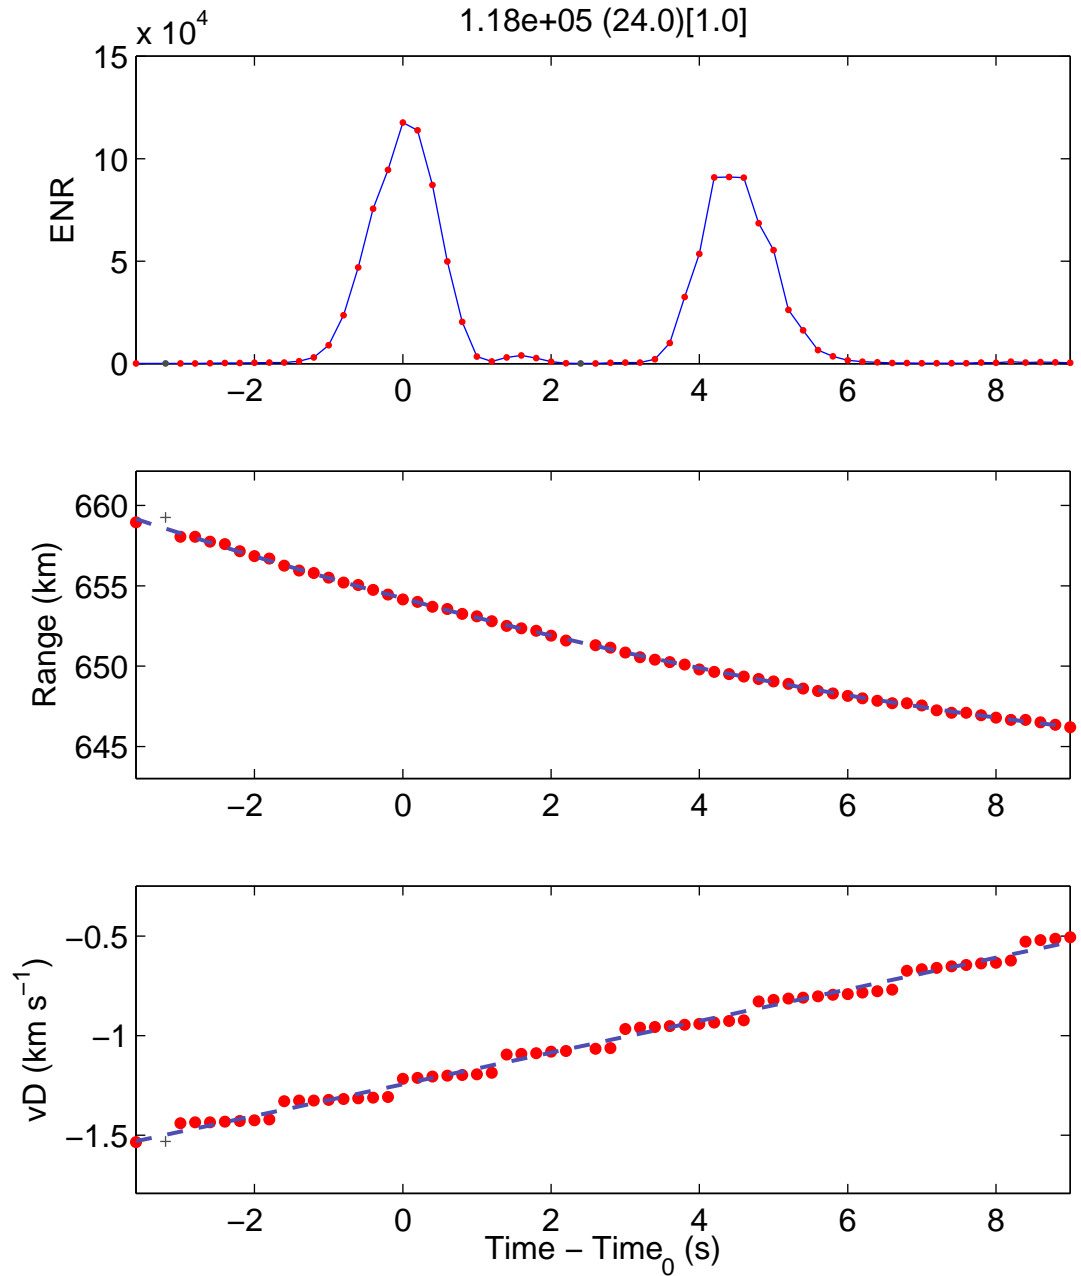 1.18e+05 (24.0)[1.0]
x 10^4
15
10
5
0
ENR
−2 0 2 4 6 8
660
655
650
645
Range (km)
−2 0 2 4 6 8
−0.5
−1
−1.5
vD (km s^−1)
−2 0 2 4 6 8
Time − Time_0 (s)